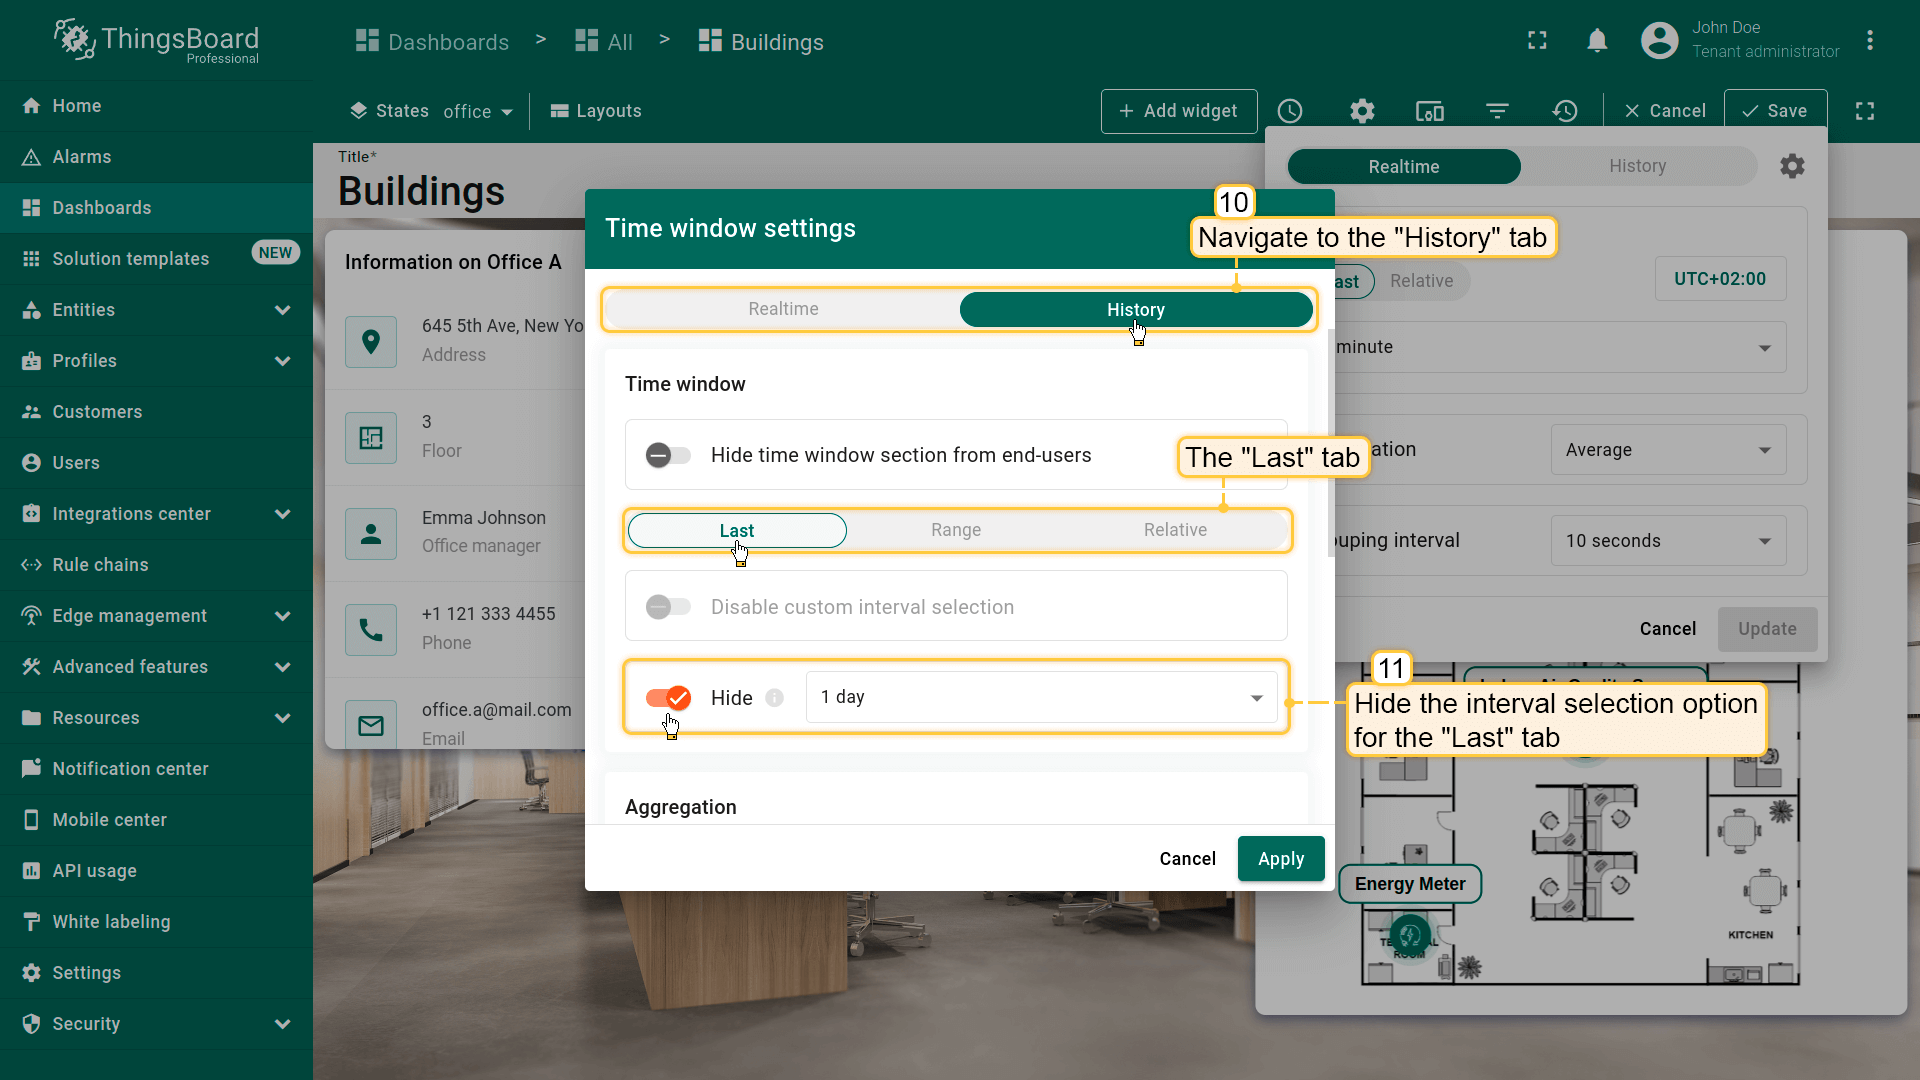 ThingsBoard
Professional
Dashboards > All > Buildings
John Doe
Tenant administrator
Home
Alarms
Dashboards
Solution templates NEW
Entities
Profiles
Customers
Users
Integrations center
Rule chains
Edge management
Advanced features
Resources
Notification center
Mobile center
API usage
White labeling
Settings
Security
States office
Layouts
+ Add widget
Cancel
Save
Title*
Buildings
Information on Office A
645 5th Ave, New Yo
Address
3
Floor
Emma Johnson
Office manager
+1 121 333 4455
Phone
office.a@mail.com
Email
Time window settings
10
Navigate to the "History" tab
Realtime History
Time window
Hide time window section from end-users
The "Last" tab
Last Range Relative
Disable custom interval selection
Hide 1 day
11
Hide the interval selection option
for the "Last" tab
Aggregation
Cancel Apply
Realtime History
ast Relative
UTC+02:00
minute
ation Average
uping interval 10 seconds
Cancel Update
Energy Meter
KITCHEN
ROOM